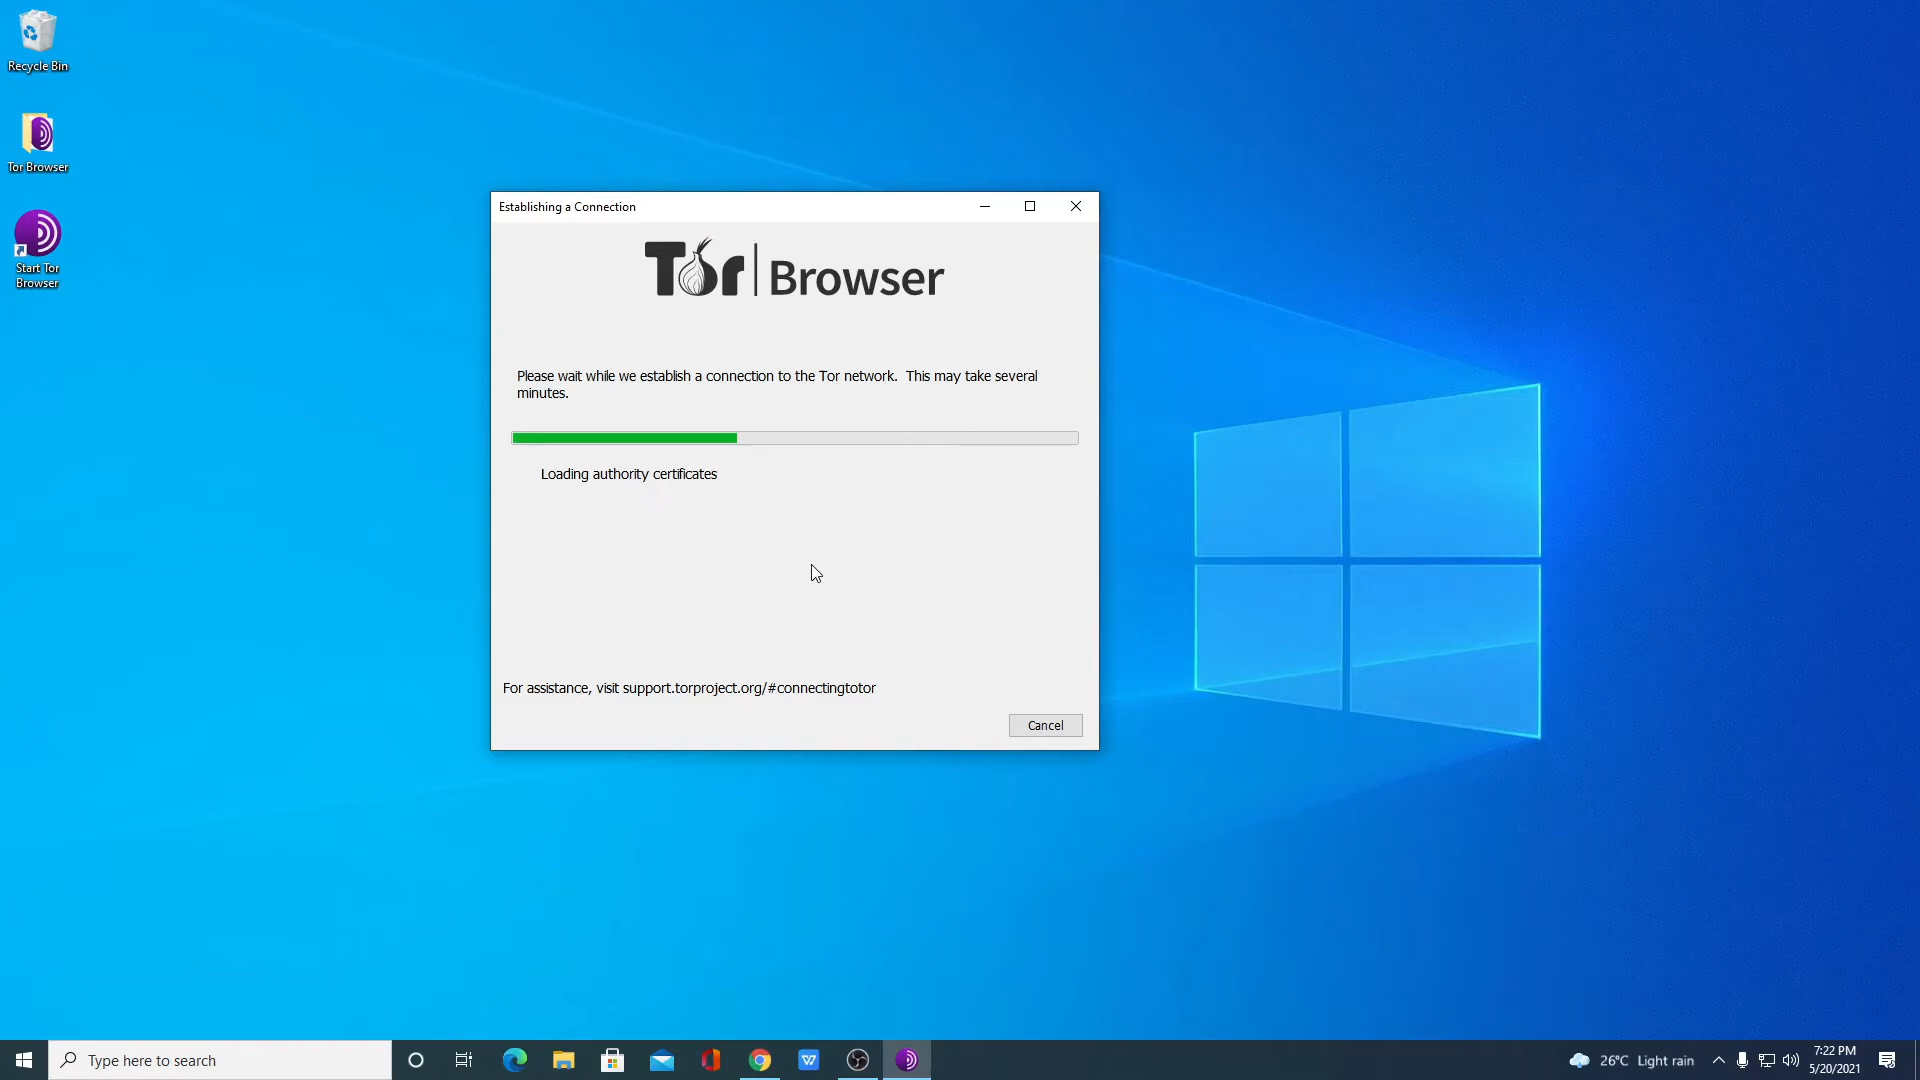 Recycle Bin
Tor Browser
Start Tor
Browser
Establishing a Connection
Tor Browser
Please wait while we establish a connection to the Tor network.  This may take several
minutes.
Loading authority certificates
For assistance, visit support.torproject.org/#connectingtotor
Cancel
Type here to search
26°C Light rain
7:22 PM
5/20/2021